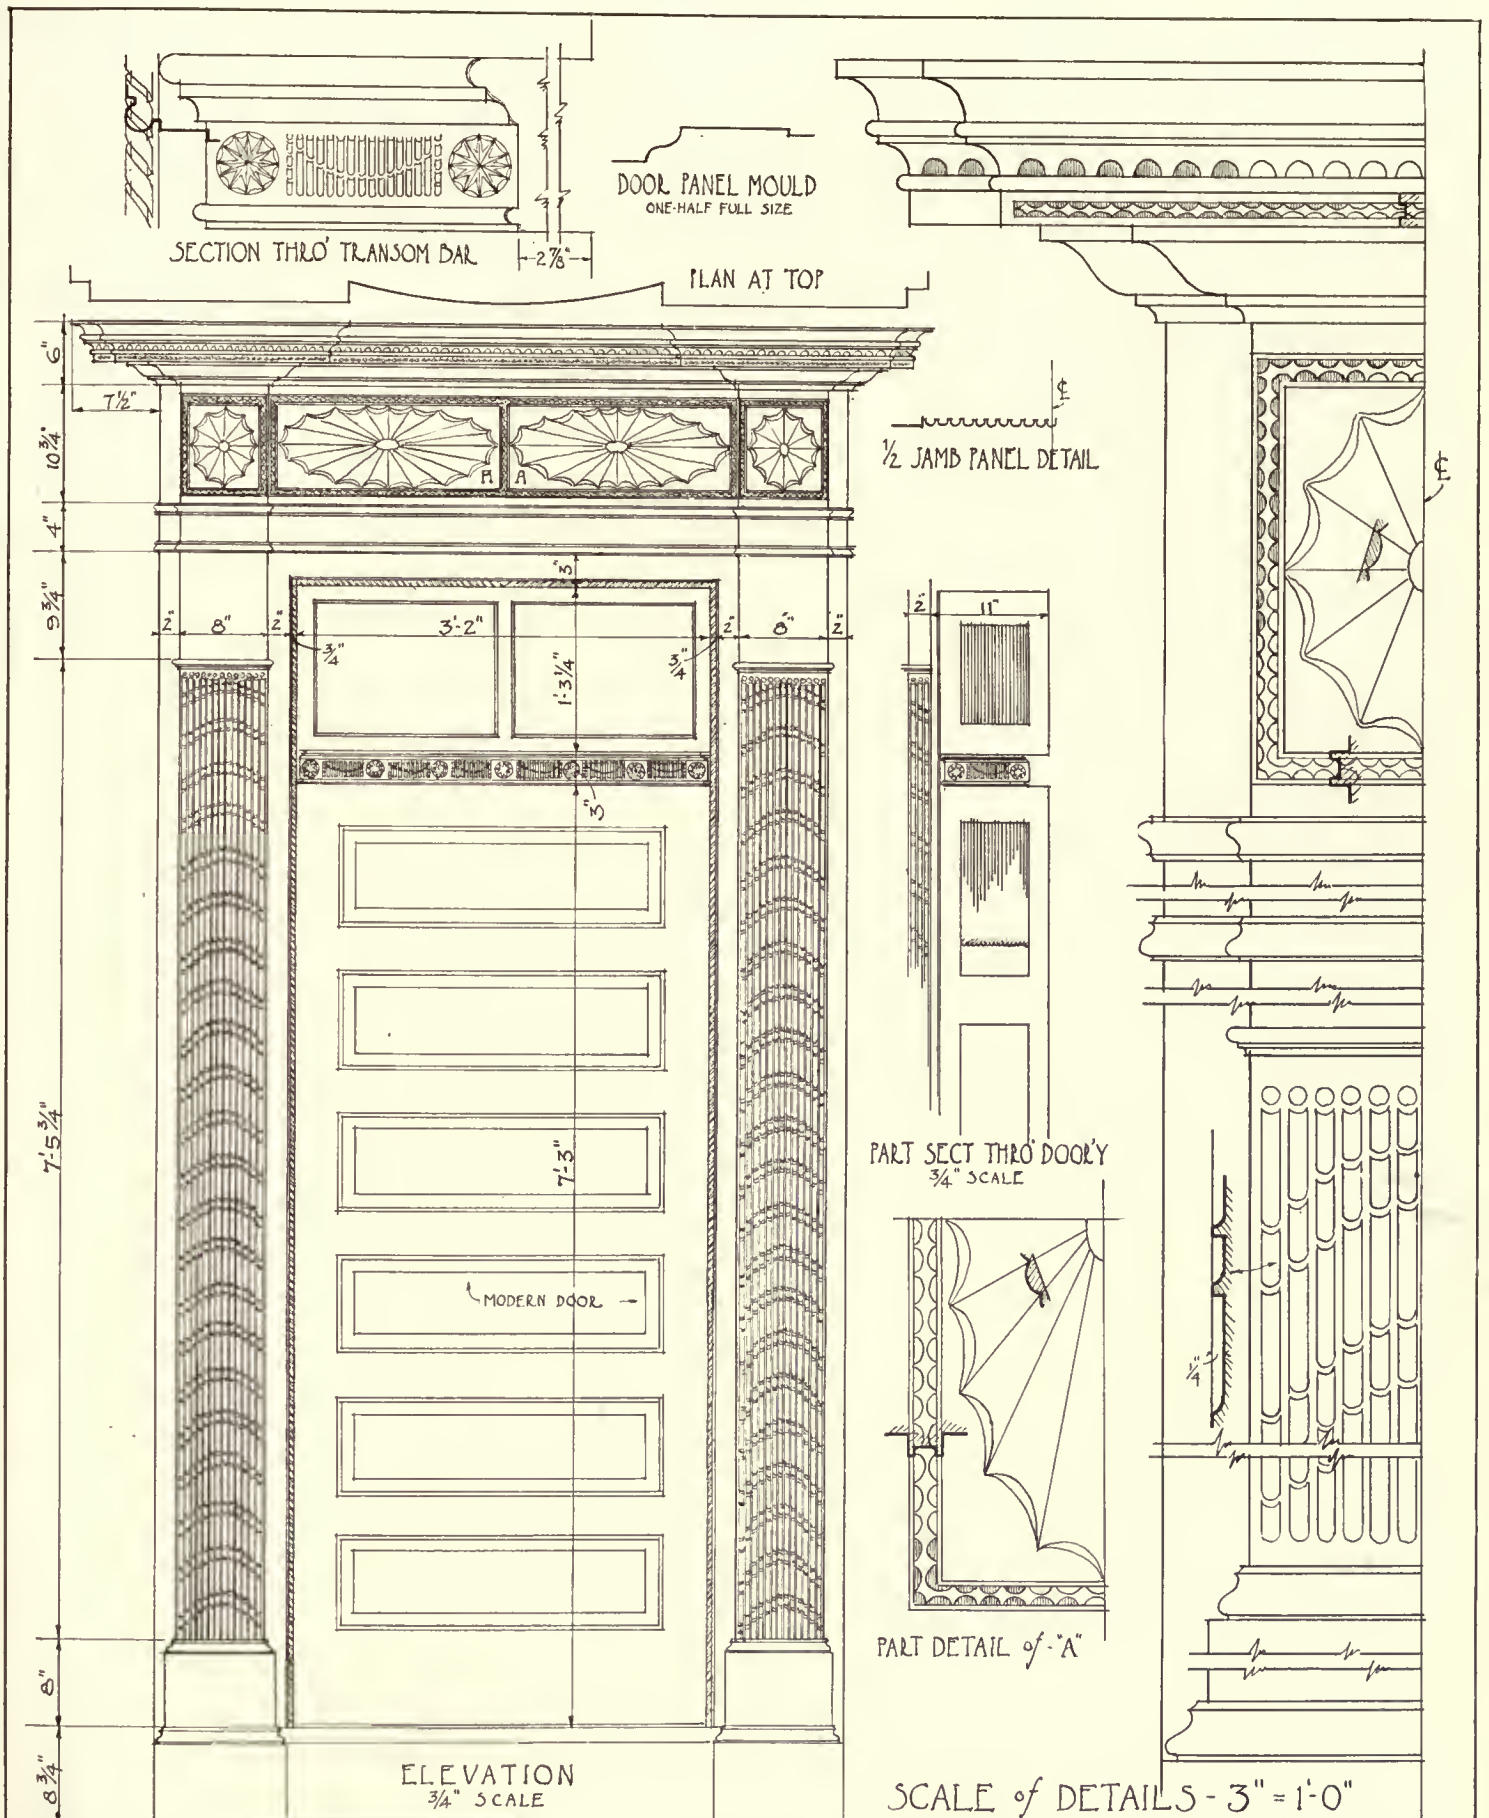 SECTION THRO' TRANSOM BAR
2 7/8"
DOOR PANEL MOULD
ONE-HALF FULL SIZE
PLAN AT TOP
6"
7½"
10¾"
A A
4"
9¾"
3"
2" 8" 2" 3'-2" 2" 8" 2"
¾" ¾"
1'-3¼"
3"
7'-5¾"
7'-3"
MODERN DOOR
8"
8¾"
ELEVATION
3/4" SCALE
℄
½ JAMB PANEL DETAIL
2" 11"
PART SECT THRO' DOOR'Y
3/4" SCALE
PART DETAIL of "A"
℄
¼"
SCALE of DETAILS - 3" = 1'-0"